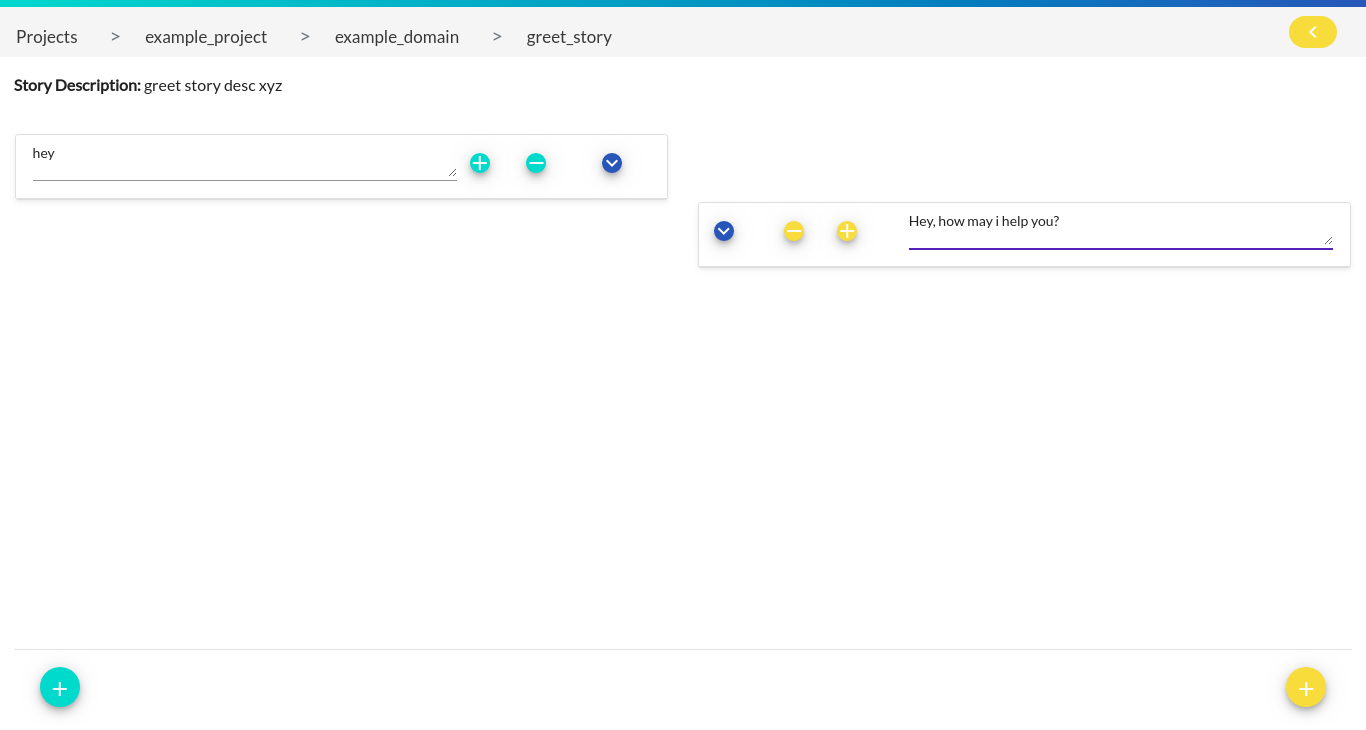 Projects > example_project > example_domain > greet_story
Story Description: greet story desc xyz
hey
Hey, how may i help you?